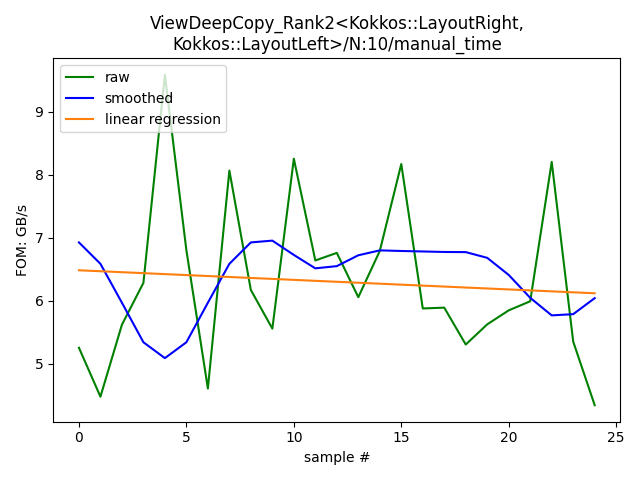 ViewDeepCopy_Rank2<Kokkos::LayoutRight,
Kokkos::LayoutLeft>/N:10/manual_time
raw
smoothed
linear regression
FOM: GB/s
9
8
7
6
5
0 5 10 15 20 25
sample #